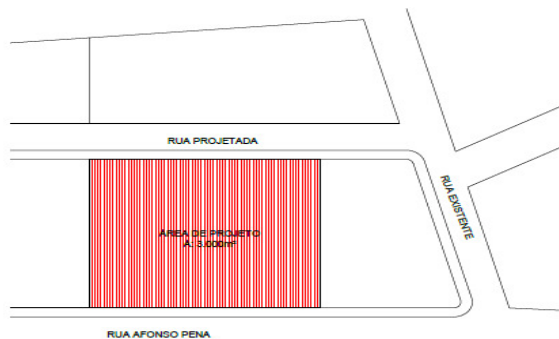 RUA PROJETADA
RUA EXISTENTE
ÁREA DE PROJETO
A: 3.000m²
RUA AFONSO PENA